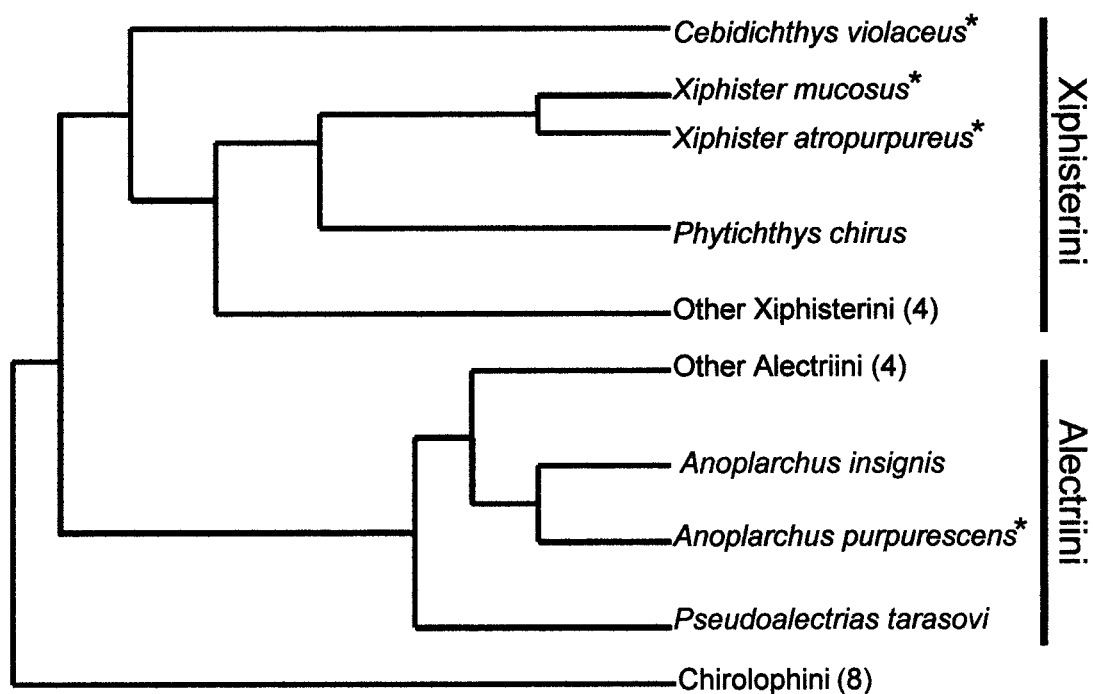 Cebidichthys violaceus*
Xiphister mucosus*
Xiphister atropurpureus*
Phytichthys chirus
Other Xiphisterini (4)
Xiphisterini
Other Alectriini (4)
Anoplarchus insignis
Anoplarchus purpurescens*
Pseudoalectrias tarasovi
Alectriini
Chirolophini (8)